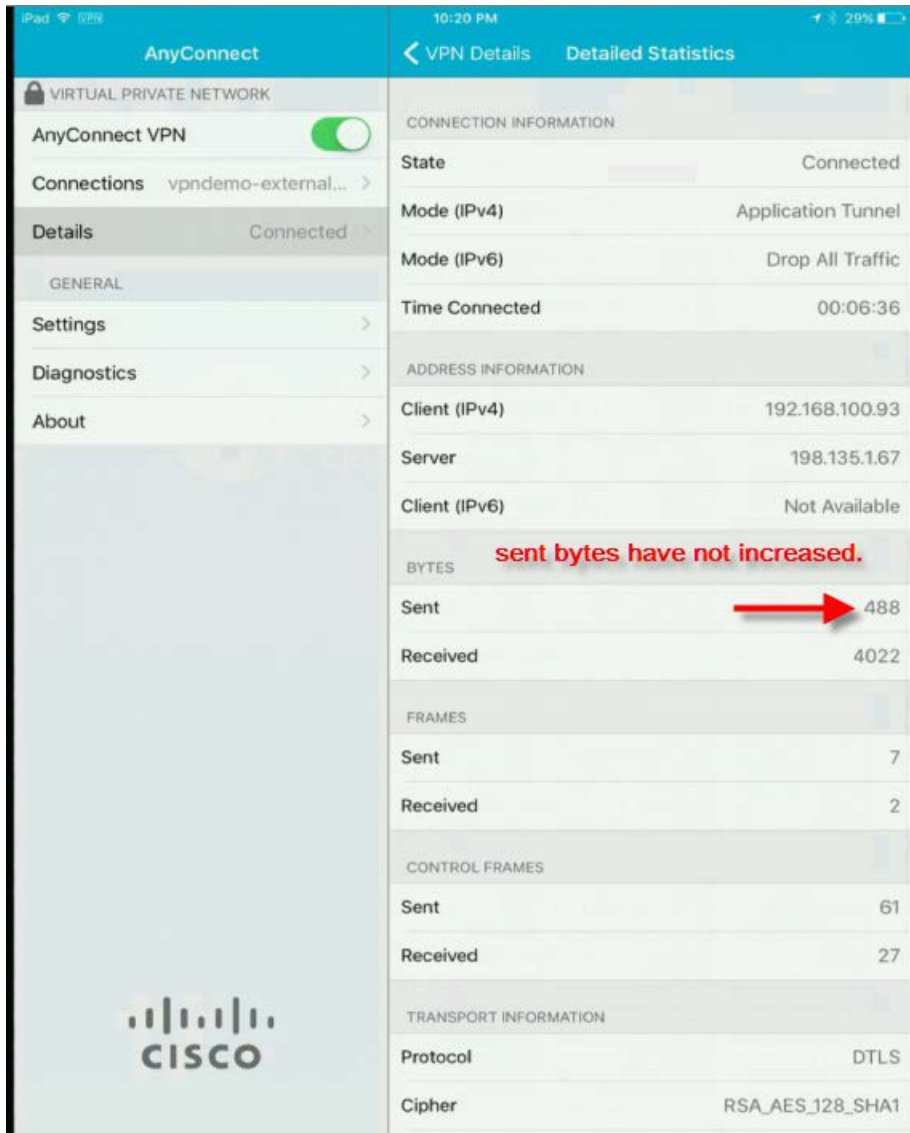 iPad VPN
10:20 PM
29%
AnyConnect
VPN Details
Detailed Statistics
VIRTUAL PRIVATE NETWORK
AnyConnect VPN
Connections vpndemo-external...
Details Connected
GENERAL
Settings
Diagnostics
About
CISCO
CONNECTION INFORMATION
State Connected
Mode (IPv4) Application Tunnel
Mode (IPv6) Drop All Traffic
Time Connected 00:06:36
ADDRESS INFORMATION
Client (IPv4) 192.168.100.93
Server 198.135.1.67
Client (IPv6) Not Available
sent bytes have not increased.
BYTES
Sent 488
Received 4022
FRAMES
Sent 7
Received 2
CONTROL FRAMES
Sent 61
Received 27
TRANSPORT INFORMATION
Protocol DTLS
Cipher RSA_AES_128_SHA1